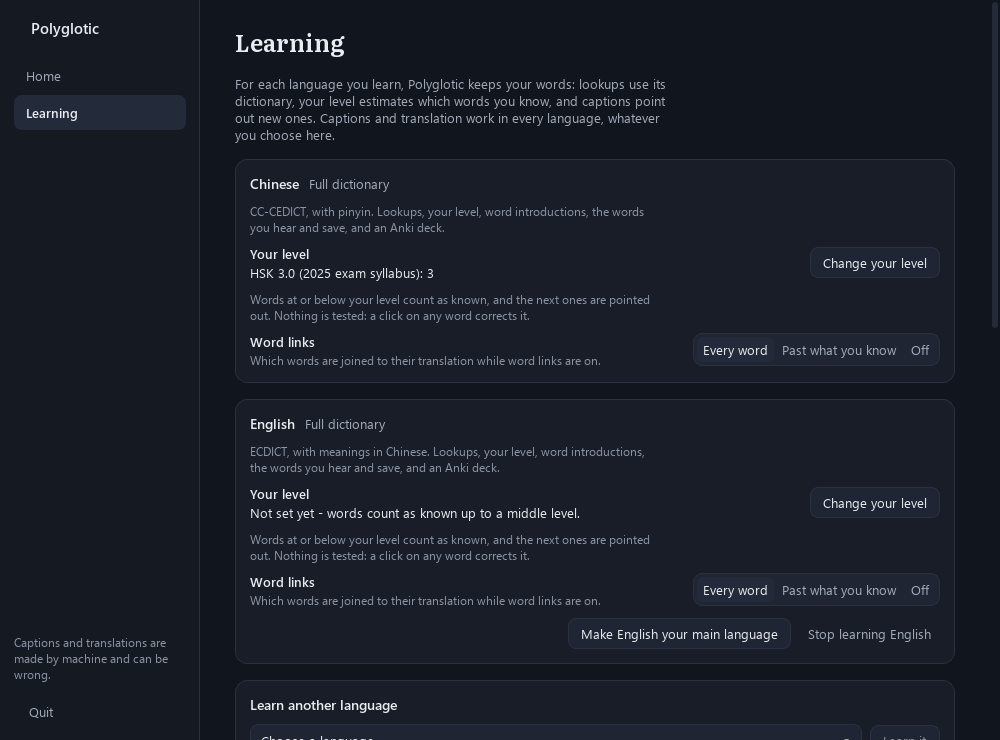 Polyglotic
Home
Learning
Captions and translations are
made by machine and can be
wrong.
Quit
Learning
For each language you learn, Polyglotic keeps your words: lookups use its
dictionary, your level estimates which words you know, and captions point
out new ones. Captions and translation work in every language, whatever
you choose here.
Chinese Full dictionary
CC-CEDICT, with pinyin. Lookups, your level, word introductions, the words
you hear and save, and an Anki deck.
Your level
HSK 3.0 (2025 exam syllabus): 3
Change your level
Words at or below your level count as known, and the next ones are pointed
out. Nothing is tested: a click on any word corrects it.
Word links
Which words are joined to their translation while word links are on.
Every word Past what you know Off
English Full dictionary
ECDICT, with meanings in Chinese. Lookups, your level, word introductions,
the words you hear and save, and an Anki deck.
Your level
Not set yet - words count as known up to a middle level.
Change your level
Words at or below your level count as known, and the next ones are pointed
out. Nothing is tested: a click on any word corrects it.
Word links
Which words are joined to their translation while word links are on.
Every word Past what you know Off
Make English your main language Stop learning English
Learn another language
Choose a language
Learn it